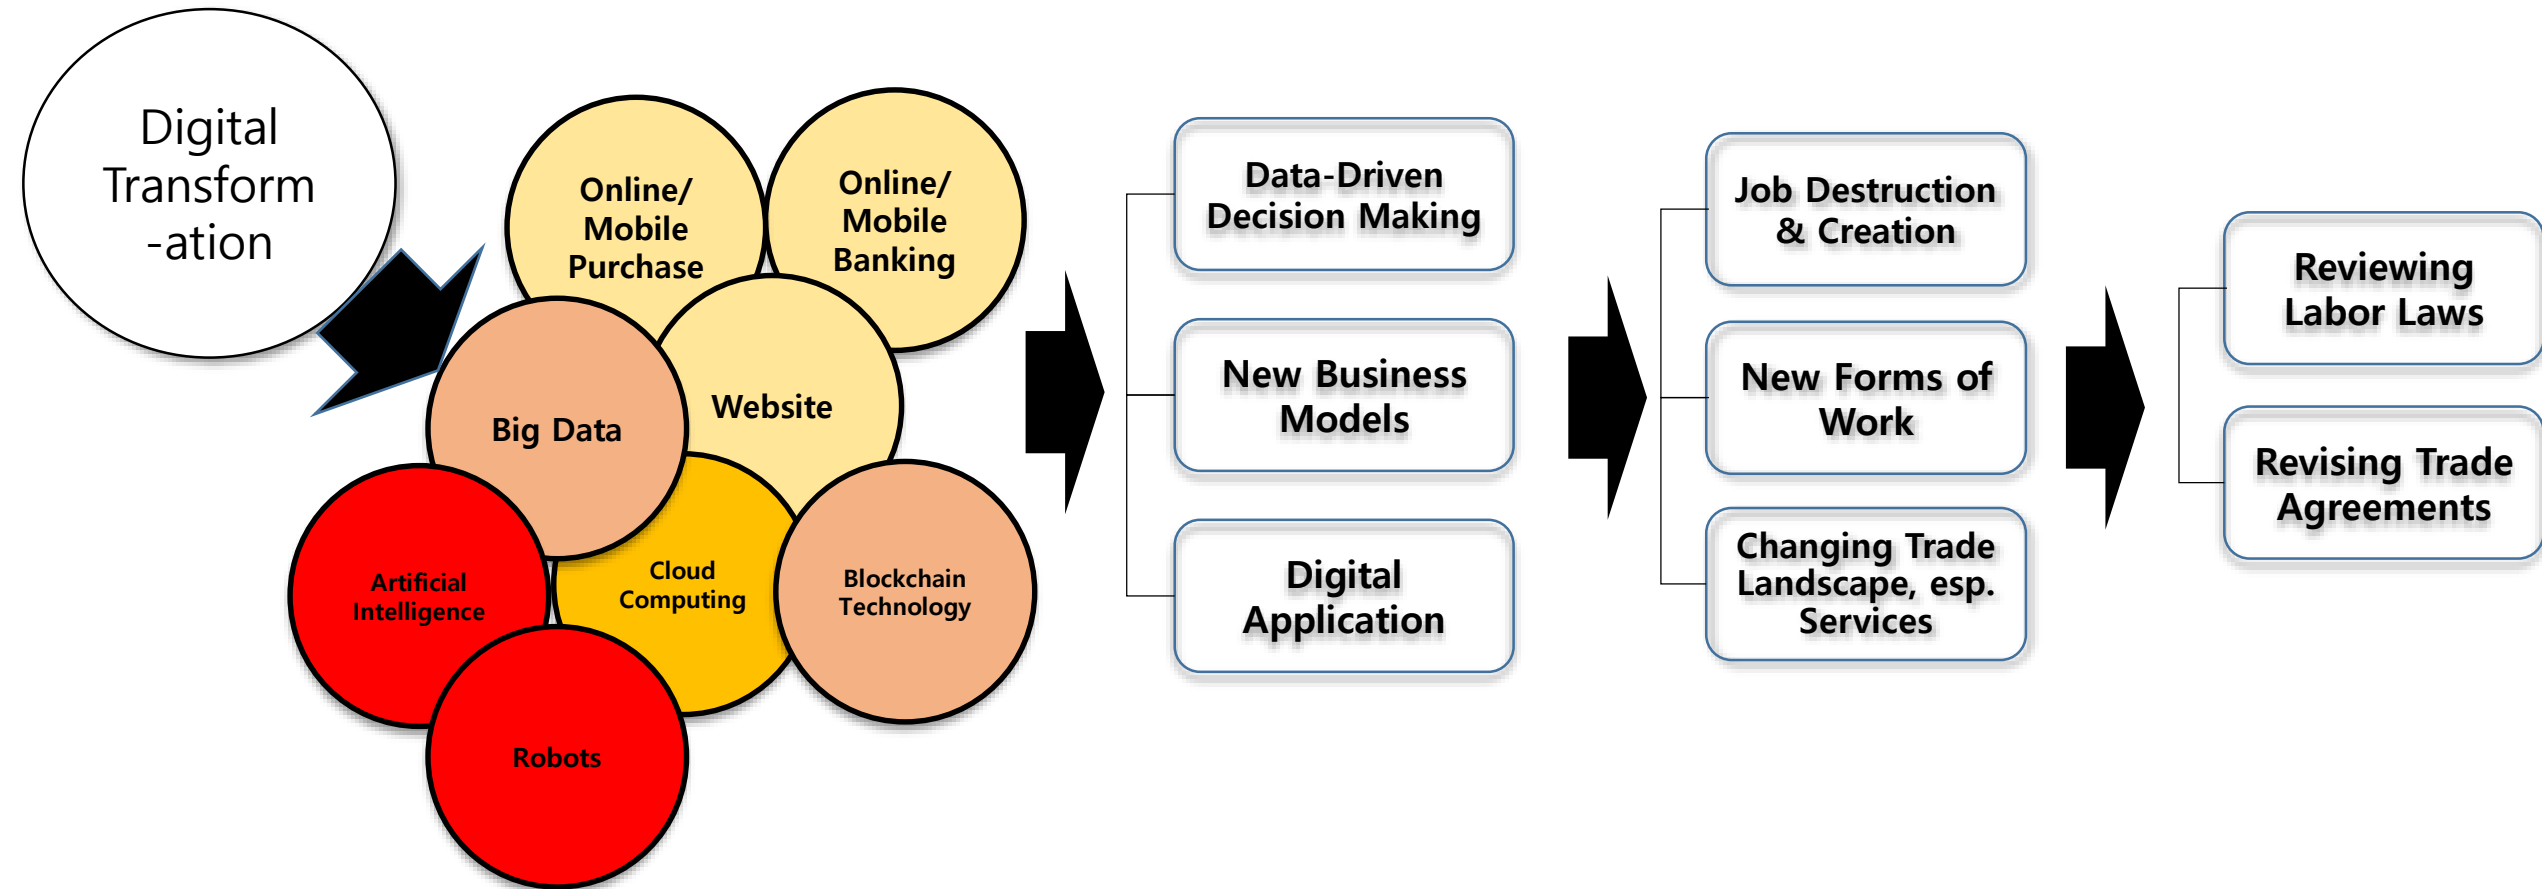 Digital
Transform
-ation
Online/
Mobile
Purchase
Online/
Mobile
Banking
Big Data
Website
Artificial
Intelligence
Cloud
Computing
Blockchain
Technology
Robots
Data-Driven
Decision Making
New Business
Models
Digital
Application
Job Destruction
& Creation
New Forms of
Work
Changing Trade
Landscape, esp.
Services
Reviewing
Labor Laws
Revising Trade
Agreements